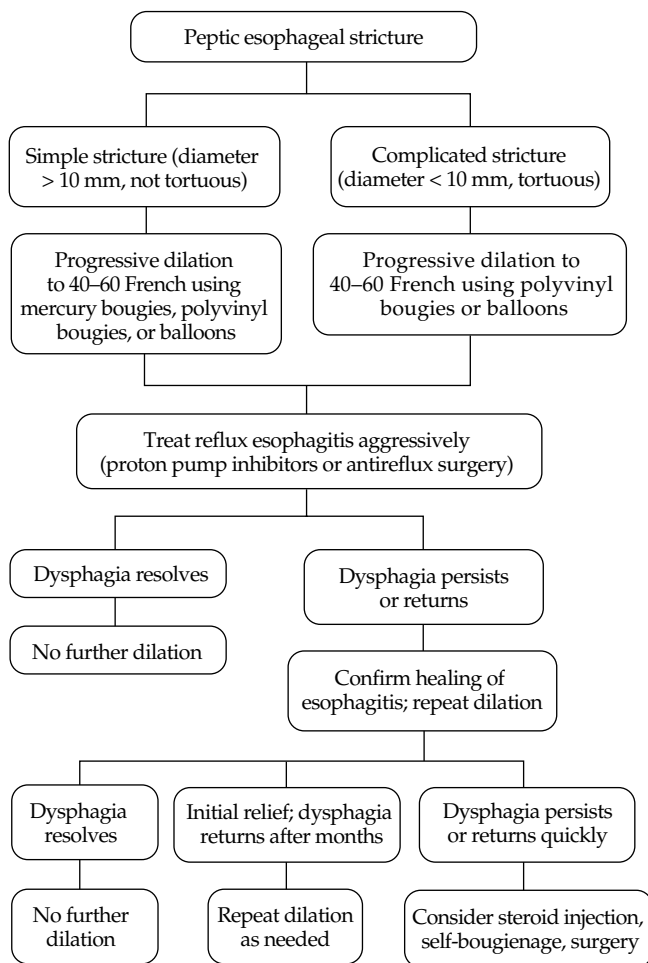 Peptic esophageal stricture
Simple stricture (diameter
> 10 mm, not tortuous)
Complicated stricture
(diameter < 10 mm, tortuous)
Progressive dilation
to 40–60 French using
mercury bougies, polyvinyl
bougies, or balloons
Progressive dilation to
40–60 French using polyvinyl
bougies or balloons
Treat reflux esophagitis aggressively
(proton pump inhibitors or antireflux surgery)
Dysphagia resolves
Dysphagia persists
or returns
No further dilation
Confirm healing of
esophagitis; repeat dilation
Dysphagia
resolves
Initial relief; dysphagia
returns after months
Dysphagia persists
or returns quickly
No further
dilation
Repeat dilation
as needed
Consider steroid injection,
self-bougienage, surgery